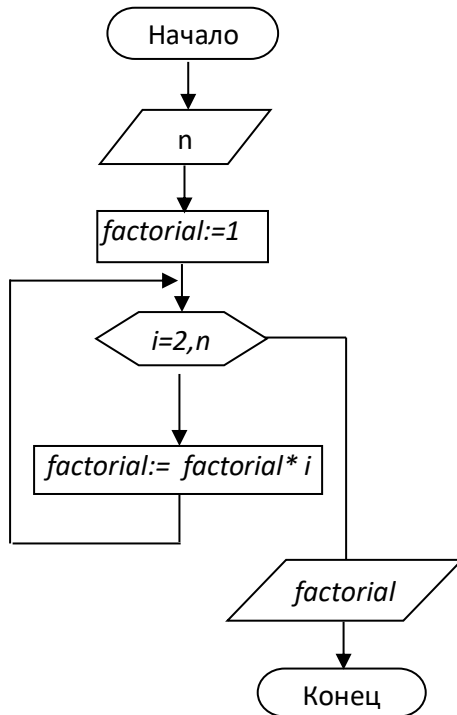 Начало
n
factorial:=1
i=2,n
factorial:= factorial* i
factorial
Конец